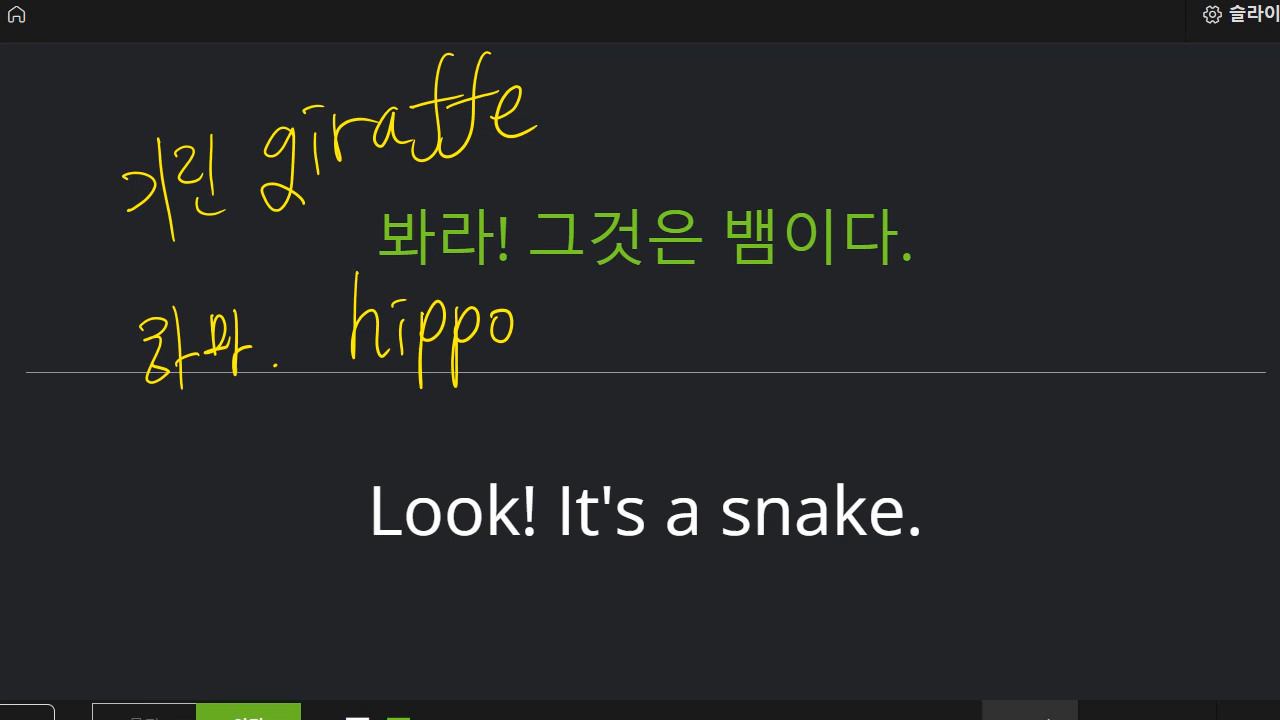 슬라이
기린 giraffe
봐라! 그것은 뱀이다.
하마. hippo
Look! It's a snake.